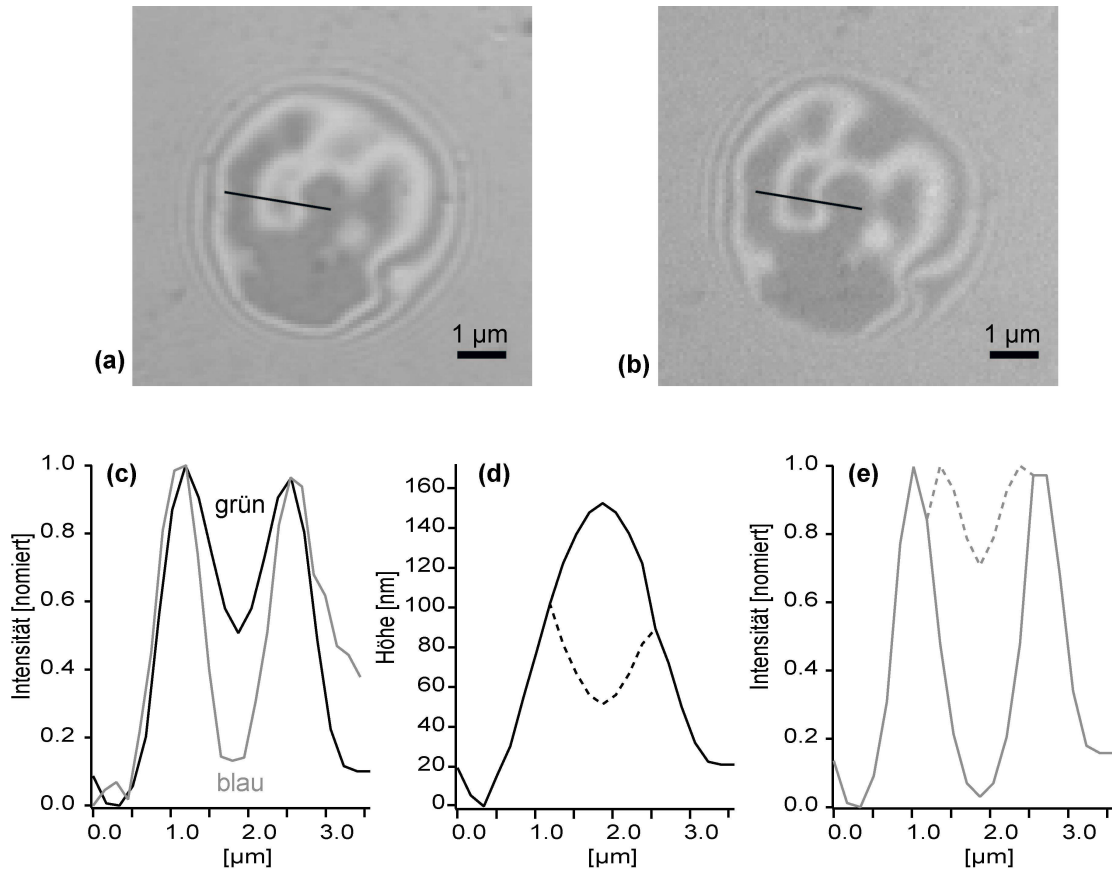 1 µm
(a)
1 µm
(b)
(c)
grün
blau
Intensität [nomiert]
1.0
0.8
0.6
0.4
0.2
0.0
0.0 1.0 2.0 3.0
[µm]
(d)
Höhe [nm]
160
140
120
100
80
60
40
20
0
0.0 1.0 2.0 3.0
[µm]
(e)
Intensität [nomiert]
1.0
0.8
0.6
0.4
0.2
0.0
0.0 1.0 2.0 3.0
[µm]